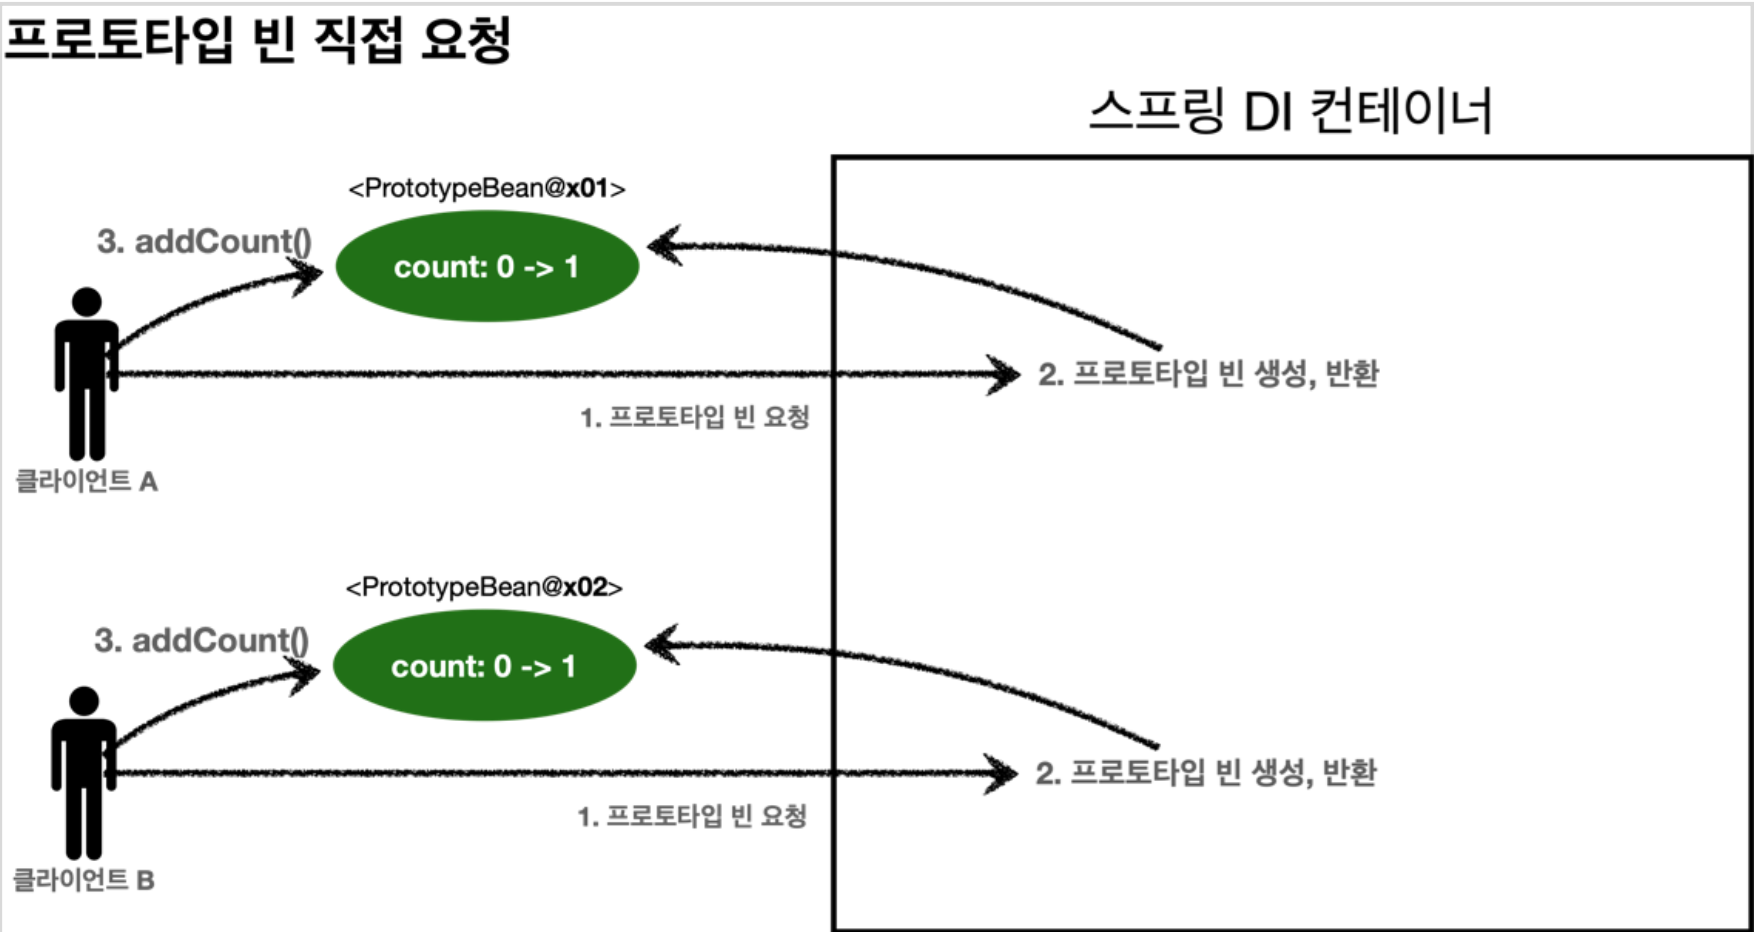 프로토타입 빈 직접 요청
스프링 DI 컨테이너
<PrototypeBean@x01>
3. addCount()
count: 0 -> 1
2. 프로토타입 빈 생성, 반환
1. 프로토타입 빈 요청
클라이언트 A
<PrototypeBean@x02>
3. addCount()
count: 0 -> 1
2. 프로토타입 빈 생성, 반환
1. 프로토타입 빈 요청
클라이언트 B